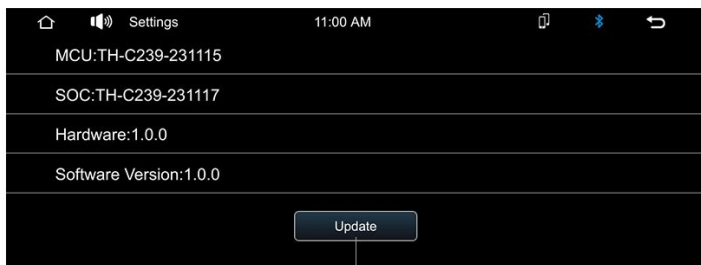 Settings 11:00 AM
MCU:TH-C239-231115
SOC:TH-C239-231117
Hardware:1.0.0
Software Version:1.0.0
Update